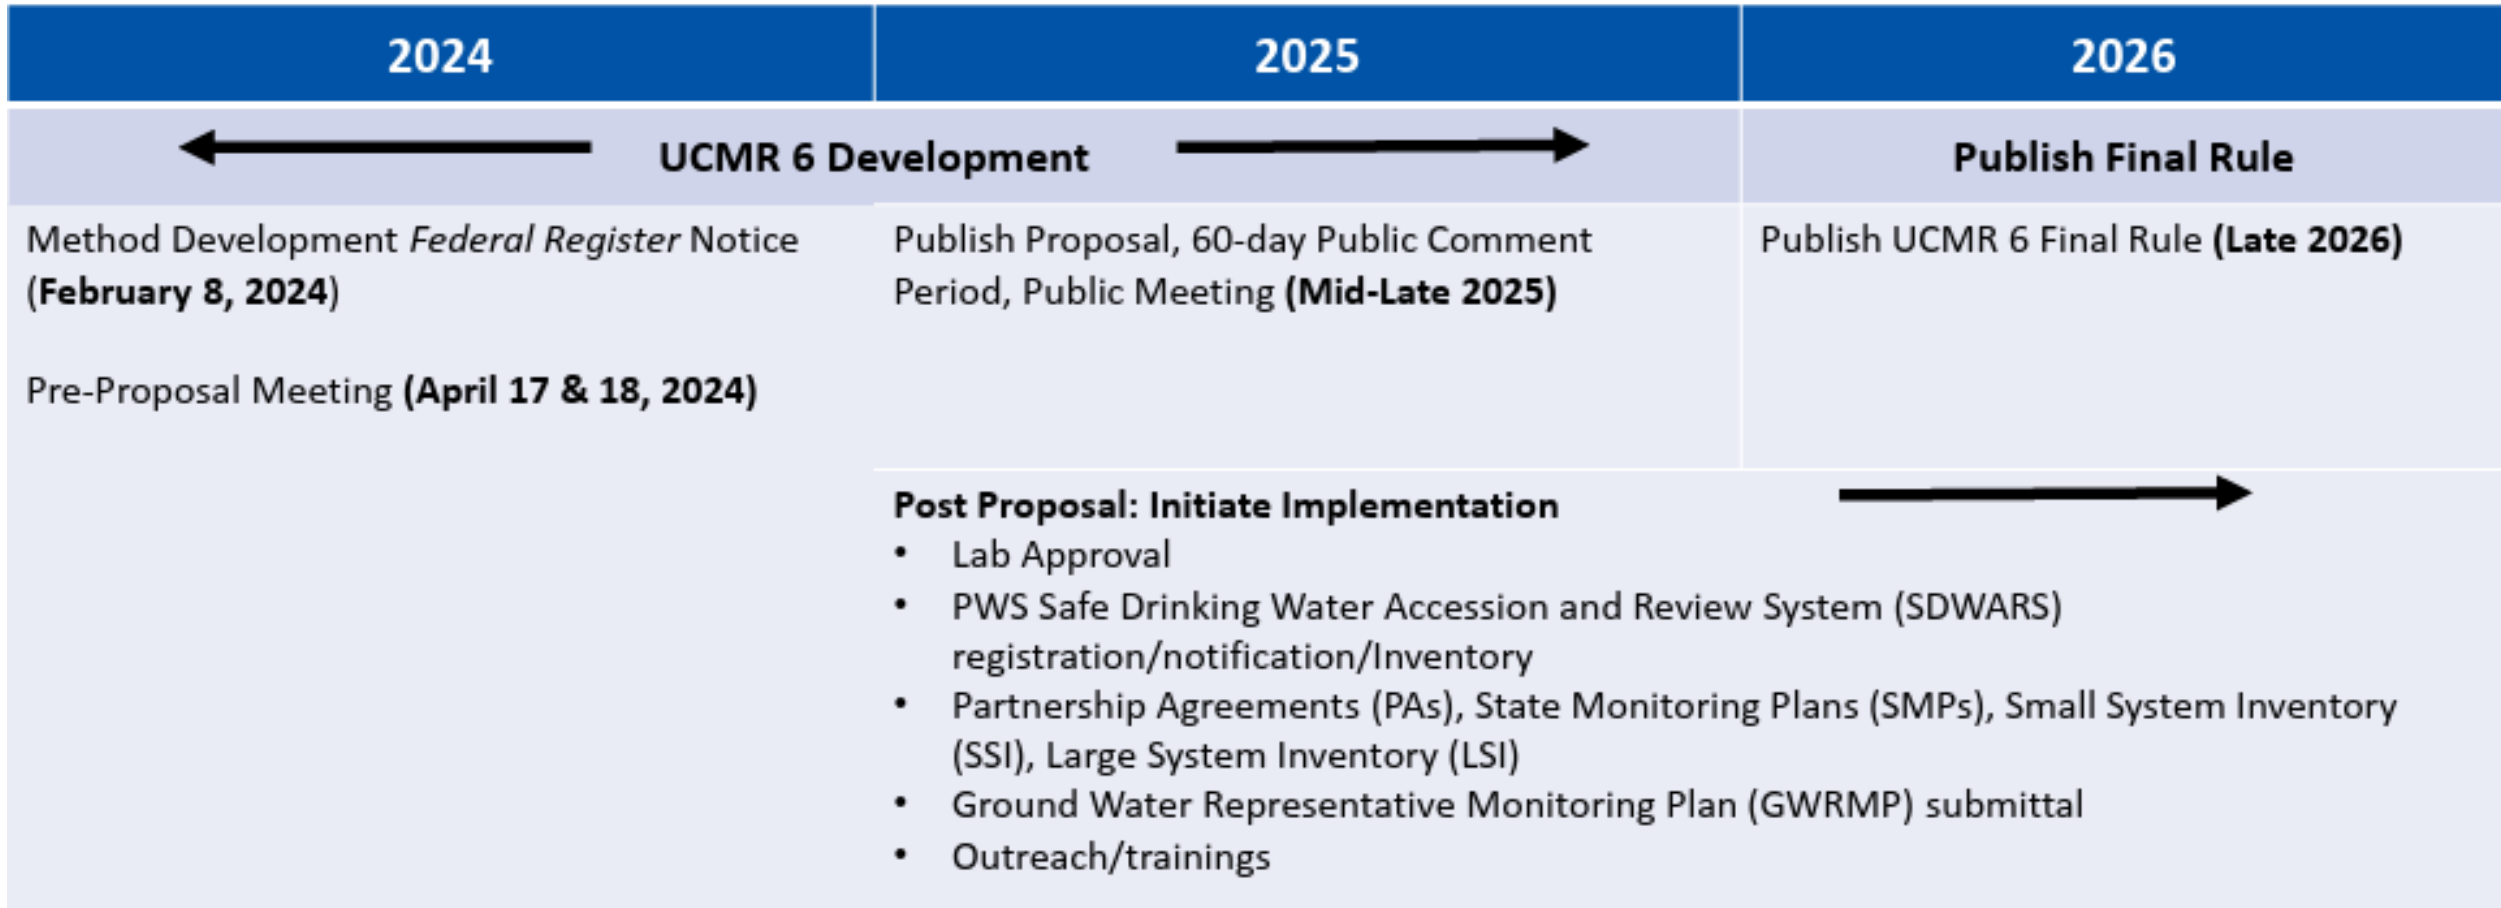 2024
2025
2026
UCMR 6 Development
Publish Final Rule
Method Development Federal Register Notice
(February 8, 2024)
Pre-Proposal Meeting (April 17 & 18, 2024)
Publish Proposal, 60-day Public Comment
Period, Public Meeting (Mid-Late 2025)
Publish UCMR 6 Final Rule (Late 2026)
Post Proposal: Initiate Implementation
• Lab Approval
• PWS Safe Drinking Water Accession and Review System (SDWARS)
registration/notification/Inventory
• Partnership Agreements (PAs), State Monitoring Plans (SMPs), Small System Inventory
(SSI), Large System Inventory (LSI)
• Ground Water Representative Monitoring Plan (GWRMP) submittal
• Outreach/trainings